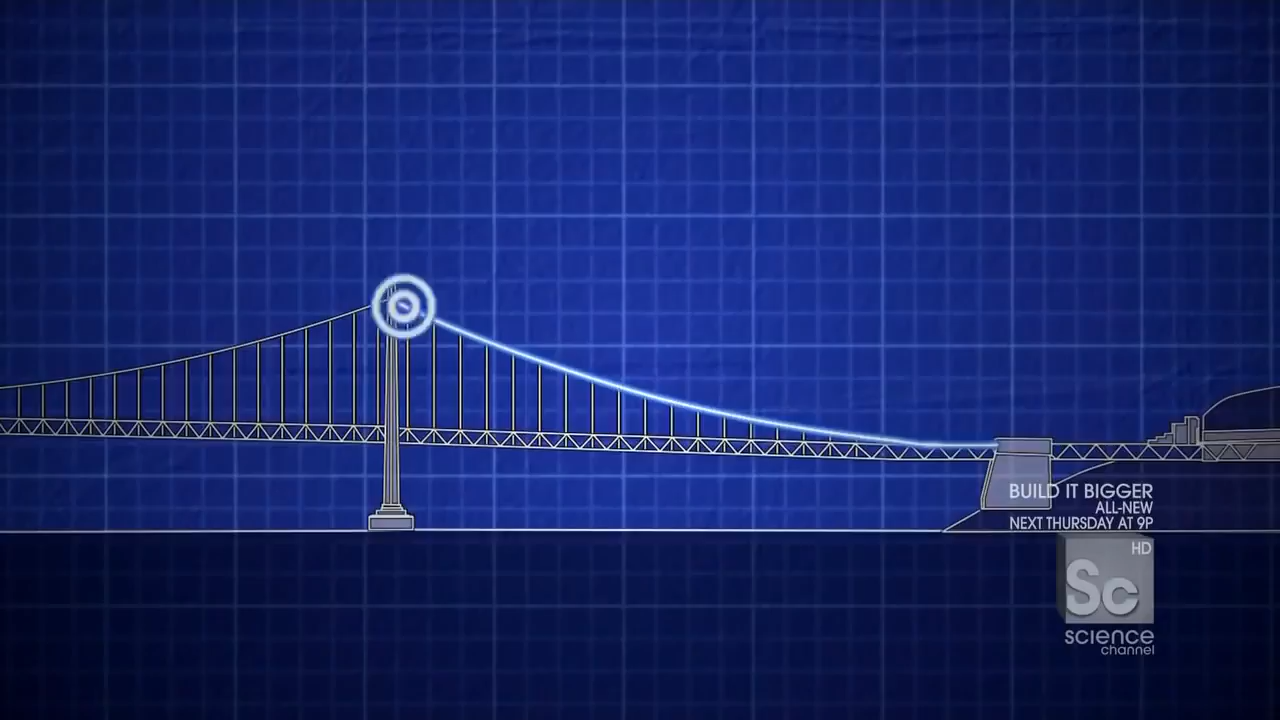 BUILD IT BIGGER
ALL-NEW
NEXT THURSDAY AT 9P
HD
Sc
science
channel